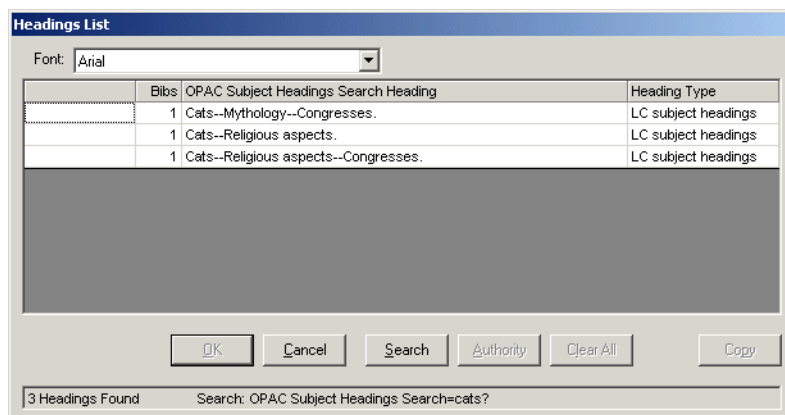 Headings List
Font: Arial
Bibs OPAC Subject Headings Search Heading Heading Type
1 Cats--Mythology--Congresses. LC subject headings
1 Cats--Religious aspects. LC subject headings
1 Cats--Religious aspects--Congresses. LC subject headings
OK Cancel Search Authority Clear All Copy
3 Headings Found Search: OPAC Subject Headings Search=cats?